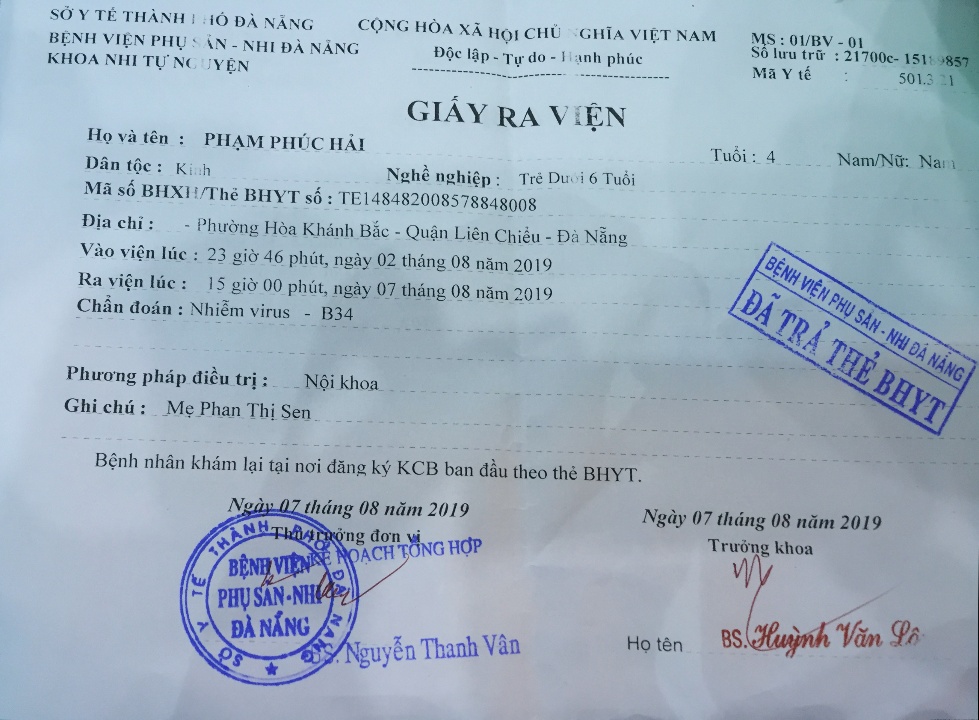 SỞ Y TẾ THÀNH PHỐ ĐÀ NẴNG
BỆNH VIỆN PHỤ SẢN - NHI ĐÀ NẴNG
KHOA NHI TỰ NGUYỆN
CỘNG HÒA XÃ HỘI CHỦ NGHĨA VIỆT NAM
Độc lập - Tự do - Hạnh phúc
MS : 01/BV - 01
Số lưu trữ : 21700c-
Mã Y tế :
GIẤY RA VIỆN
Họ và tên : PHẠM PHÚC HẢI
Tuổi : 4 Nam/Nữ: Nam
Dân tộc : Kinh Nghề nghiệp : Trẻ Dưới 6 Tuổi
Mã số BHXH/Thẻ BHYT số : TE148482008578848008
Địa chỉ : - Phường Hòa Khánh Bắc - Quận Liên Chiểu - Đà Nẵng
Vào viện lúc : 23 giờ 46 phút, ngày 02 tháng 08 năm 2019
Ra viện lúc : 15 giờ 00 phút, ngày 07 tháng 08 năm 2019
Chẩn đoán : Nhiễm virus - B34
BỆNH VIỆN PHỤ SẢN - NHI ĐÀ NẴNG
ĐÃ TRẢ THẺ BHYT
Phương pháp điều trị : Nội khoa
Ghi chú : Mẹ Phan Thị Sen
Bệnh nhân khám lại tại nơi đăng ký KCB ban đầu theo thẻ BHYT.
Ngày 07 tháng 08 năm 2019
Thủ trưởng đơn vị
KẾ HOẠCH TỔNG HỢP
SỞ Y TẾ THÀNH PHỐ ĐÀ NẴNG
BỆNH VIỆN
PHỤ SẢN-NHI
ĐÀ NẴNG
BS. Nguyễn Thanh Vân
Ngày 07 tháng 08 năm 2019
Trưởng khoa
Họ tên BS. Huỳnh Văn Lô